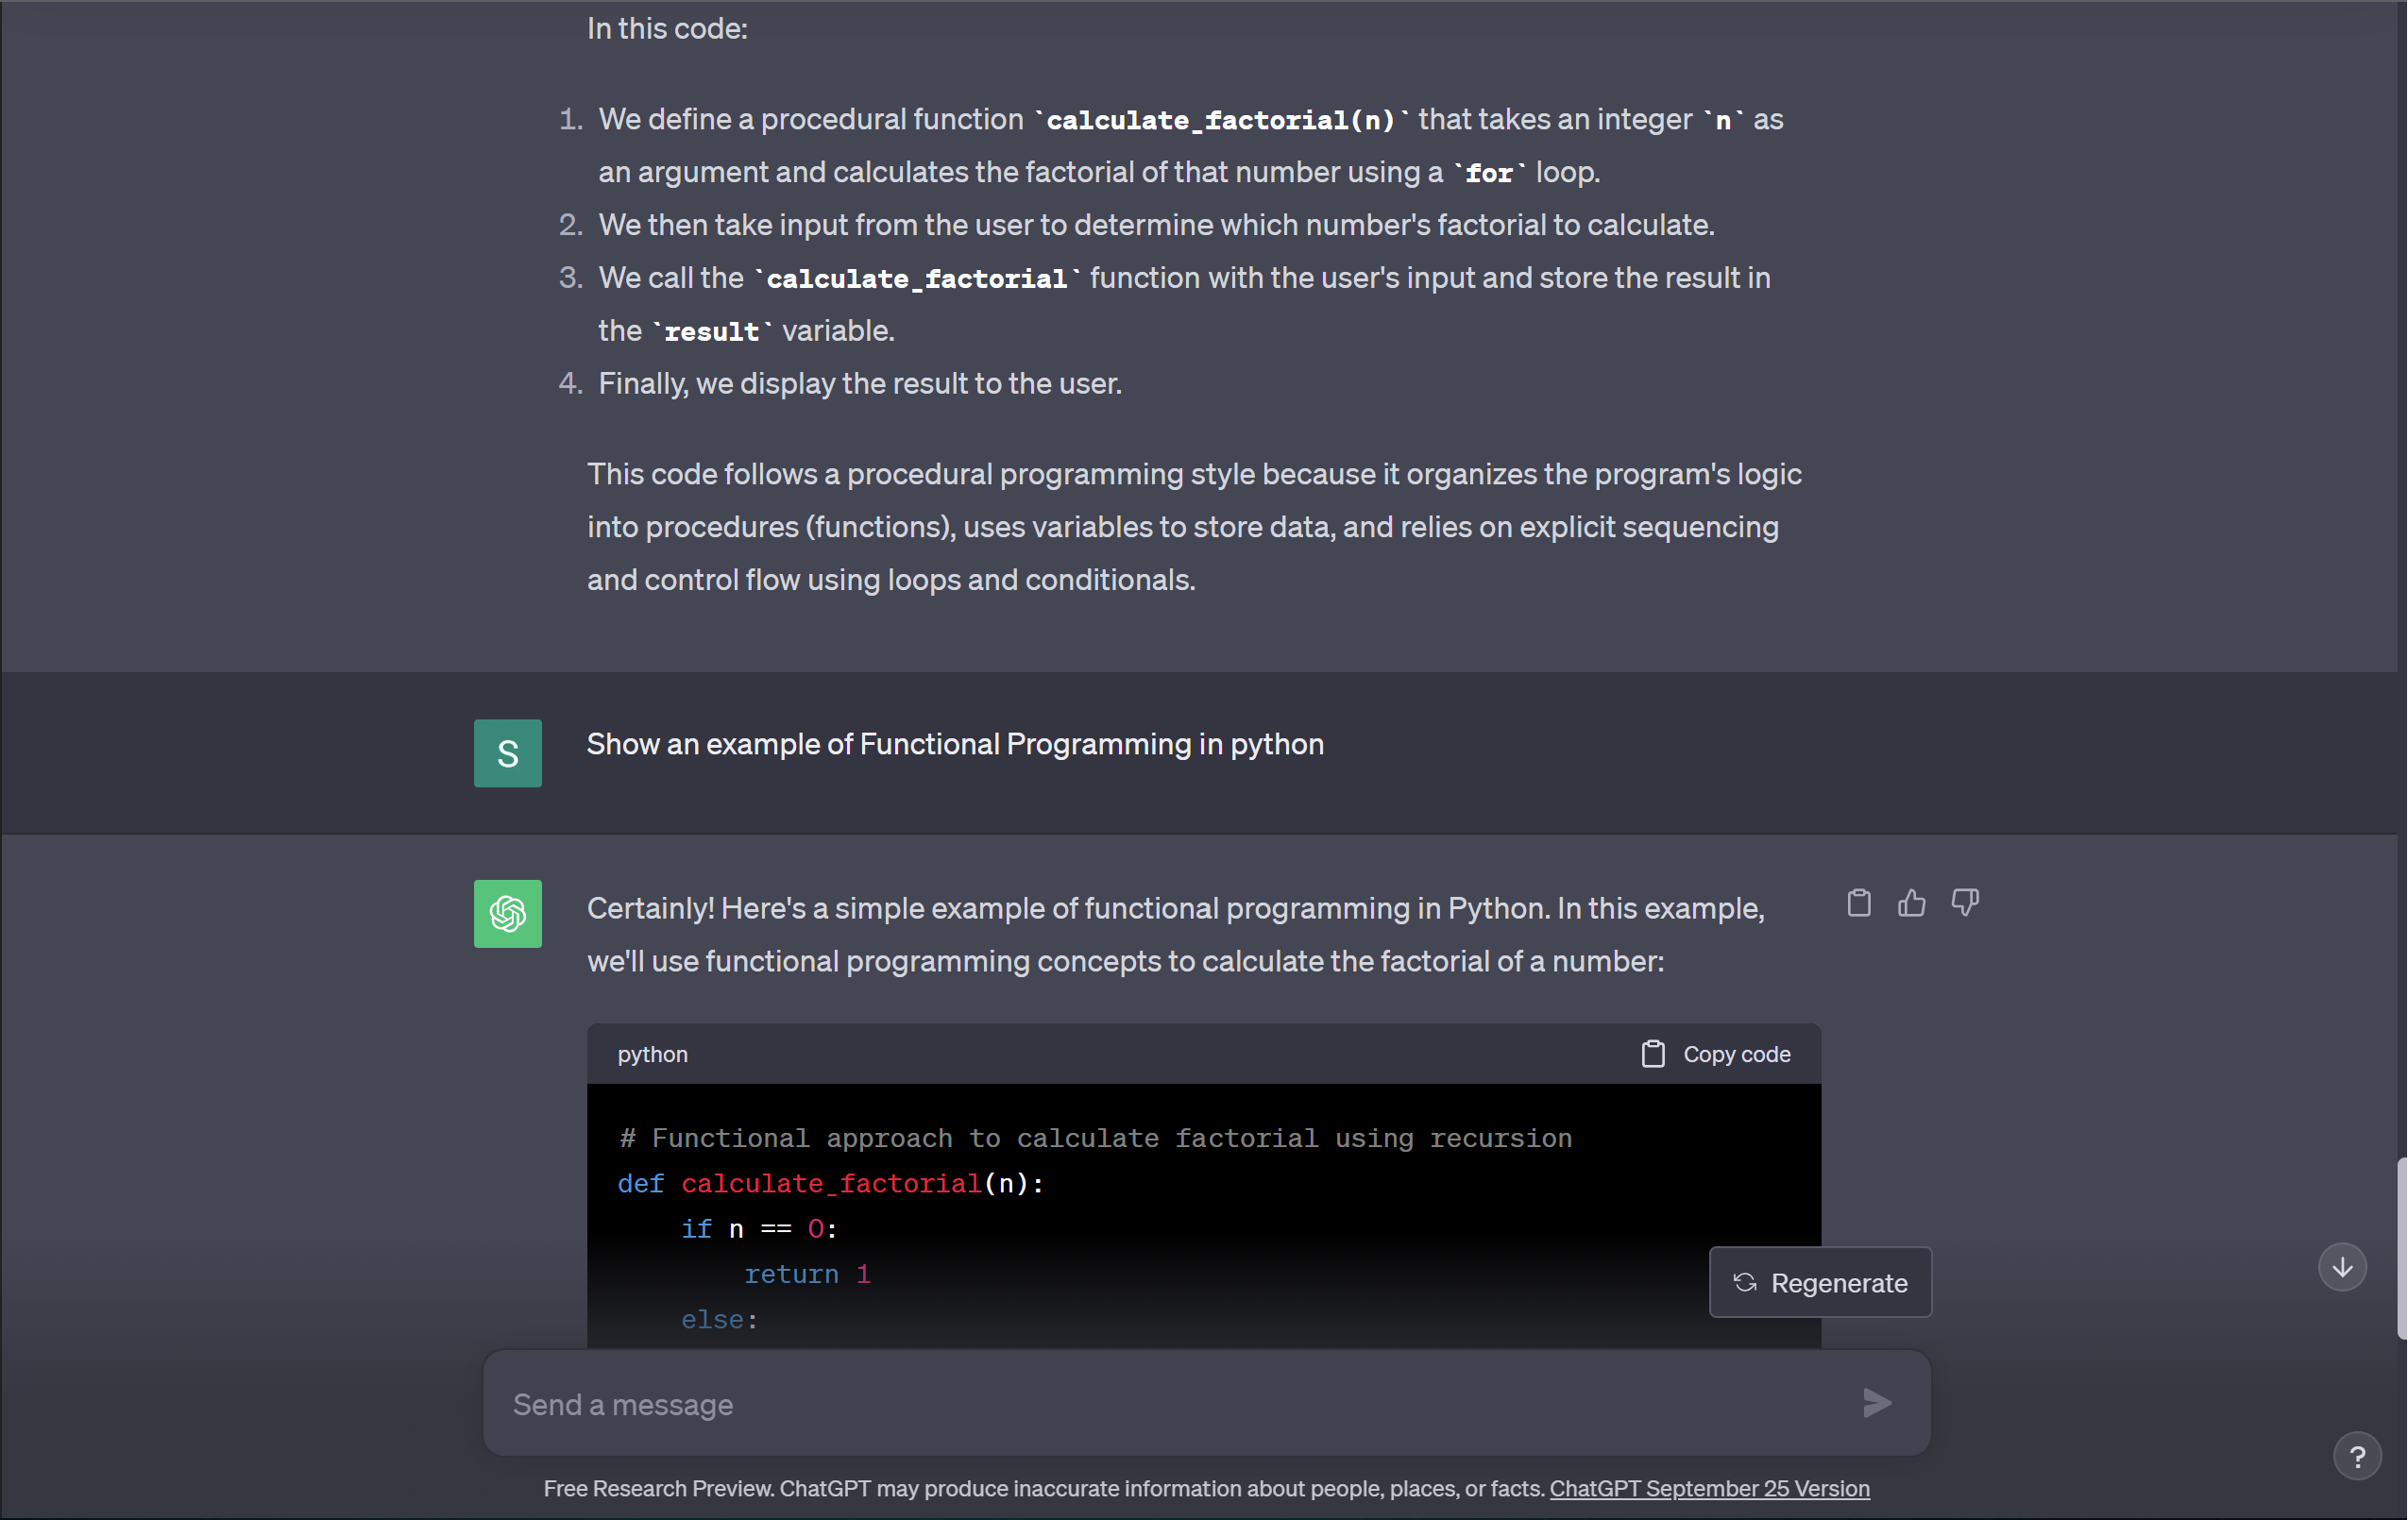 In this code:
1. We define a procedural function `calculate_factorial(n)` that takes an integer `n` as
an argument and calculates the factorial of that number using a `for` loop.
2. We then take input from the user to determine which number's factorial to calculate.
3. We call the `calculate_factorial` function with the user's input and store the result in
the `result` variable.
4. Finally, we display the result to the user.
This code follows a procedural programming style because it organizes the program's logic
into procedures (functions), uses variables to store data, and relies on explicit sequencing
and control flow using loops and conditionals.
S
Show an example of Functional Programming in python
Certainly! Here's a simple example of functional programming in Python. In this example,
we'll use functional programming concepts to calculate the factorial of a number:
python
Copy code
# Functional approach to calculate factorial using recursion
def calculate_factorial(n):
    if n == 0:
        return 1
    else:
Regenerate
Send a message
?
Free Research Preview. ChatGPT may produce inaccurate information about people, places, or facts. ChatGPT September 25 Version